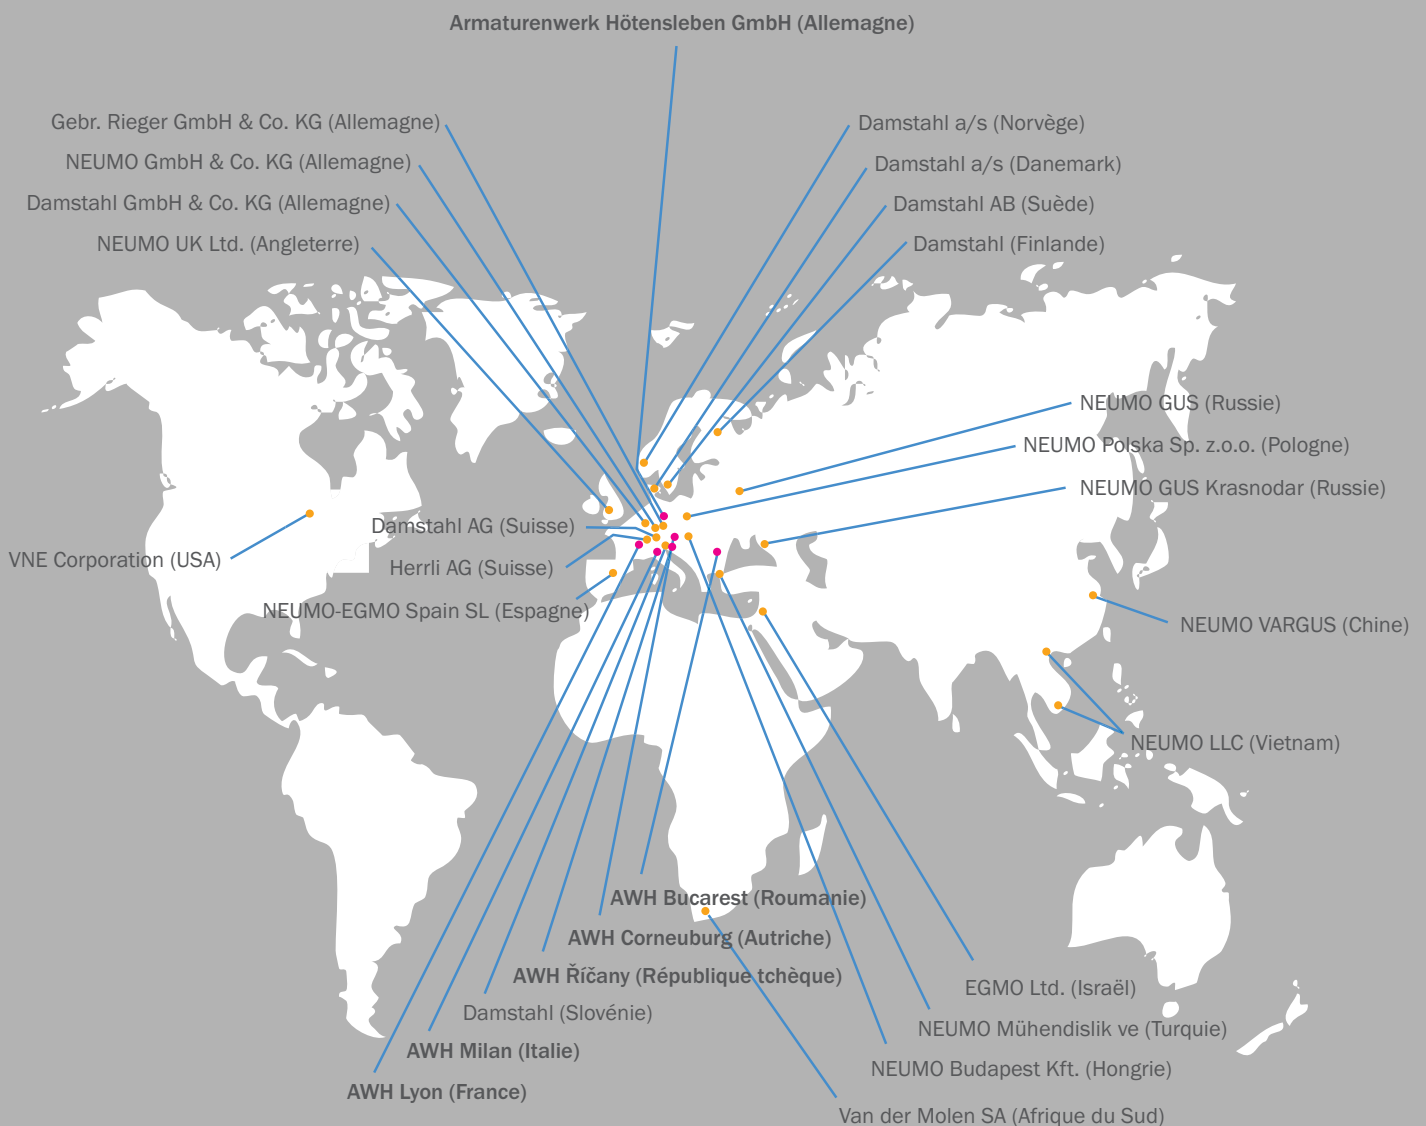 Armaturenwerk Hötensleben GmbH (Allemagne)
Gebr. Rieger GmbH & Co. KG (Allemagne)
NEUMO GmbH & Co. KG (Allemagne)
Damstahl GmbH & Co. KG (Allemagne)
NEUMO UK Ltd. (Angleterre)
Damstahl a/s (Norvège)
Damstahl a/s (Danemark)
Damstahl AB (Suède)
Damstahl (Finlande)
NEUMO GUS (Russie)
NEUMO Polska Sp. z.o.o. (Pologne)
NEUMO GUS Krasnodar (Russie)
Damstahl AG (Suisse)
VNE Corporation (USA)
Herrli AG (Suisse)
NEUMO-EGMO Spain SL (Espagne)
NEUMO VARGUS (Chine)
NEUMO LLC (Vietnam)
AWH Bucarest (Roumanie)
AWH Corneuburg (Autriche)
AWH Říčany (République tchèque)
Damstahl (Slovénie)
AWH Milan (Italie)
AWH Lyon (France)
EGMO Ltd. (Israël)
NEUMO Mühendislik ve (Turquie)
NEUMO Budapest Kft. (Hongrie)
Van der Molen SA (Afrique du Sud)